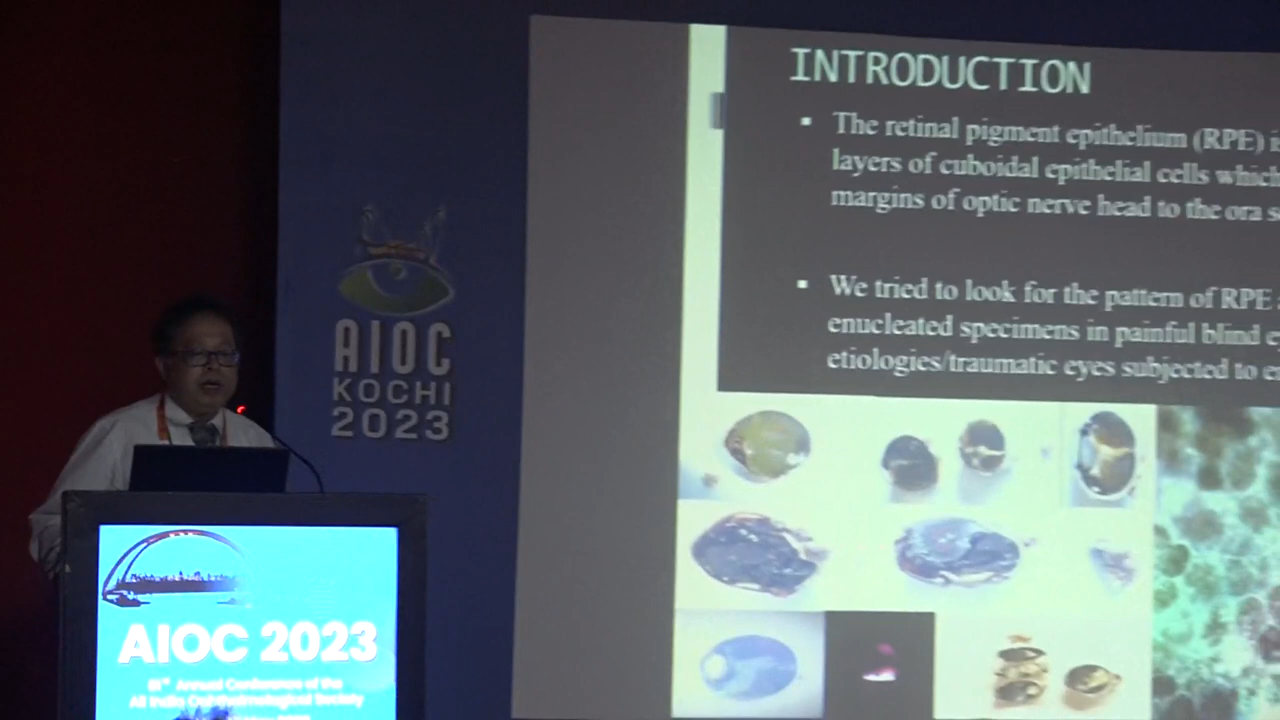 INTRODUCTION
▪ The retinal pigment epithelium (RPE)
layers of cuboidal epithelial cells which
margins of optic nerve head to the ora
▪ We tried to look for the pattern of RPE
enucleated specimens in painful blind
etiologies/traumatic eyes subjected to
AIOC
KOCHI
2023
AIOC 2023
81st Annual Conference of the
All India Ophthalmological Society